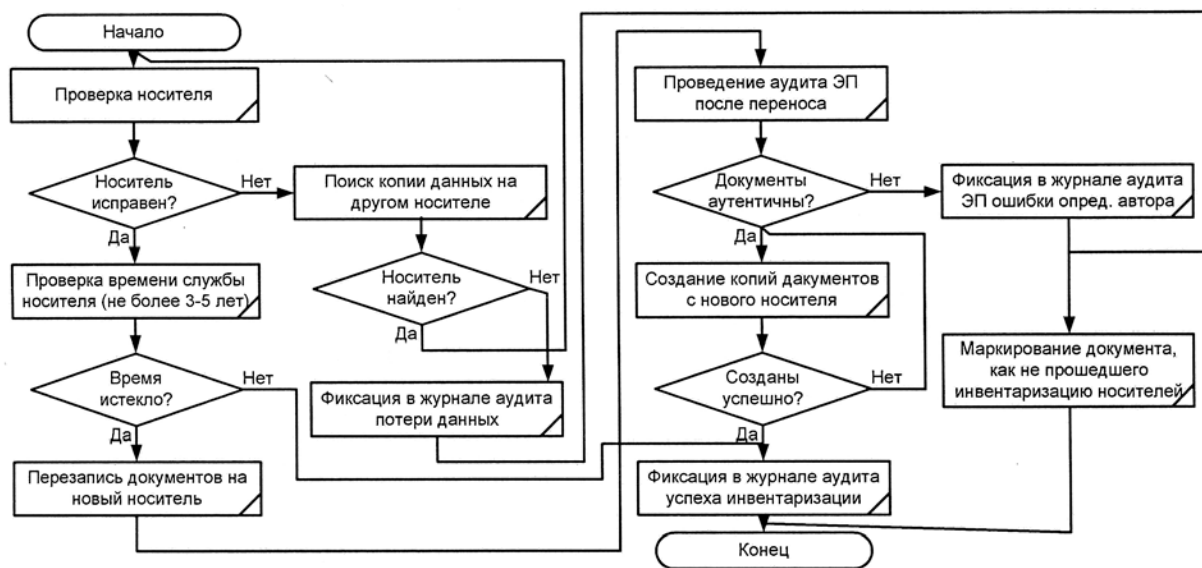 Начало
Проверка носителя
Носитель
исправен?
Нет
Да
Поиск копии данных на
другом носителе
Носитель
найден?
Нет
Да
Проверка времени службы
носителя (не более 3-5 лет)
Время
истекло?
Нет
Да
Фиксация в журнале аудита
потери данных
Перезапись документов на
новый носитель
Проведение аудита ЭП
после переноса
Документы
аутентичны?
Нет
Да
Фиксация в журнале аудита
ЭП ошибки опред. автора
Создание копий дакументов
с нового носителя
Созданы
успешно?
Нет
Да
Маркирование документа,
как не прошедшего
инвентаризацию носителей
Фиксация в журнале аудита
успеха инвентаризации
Конец